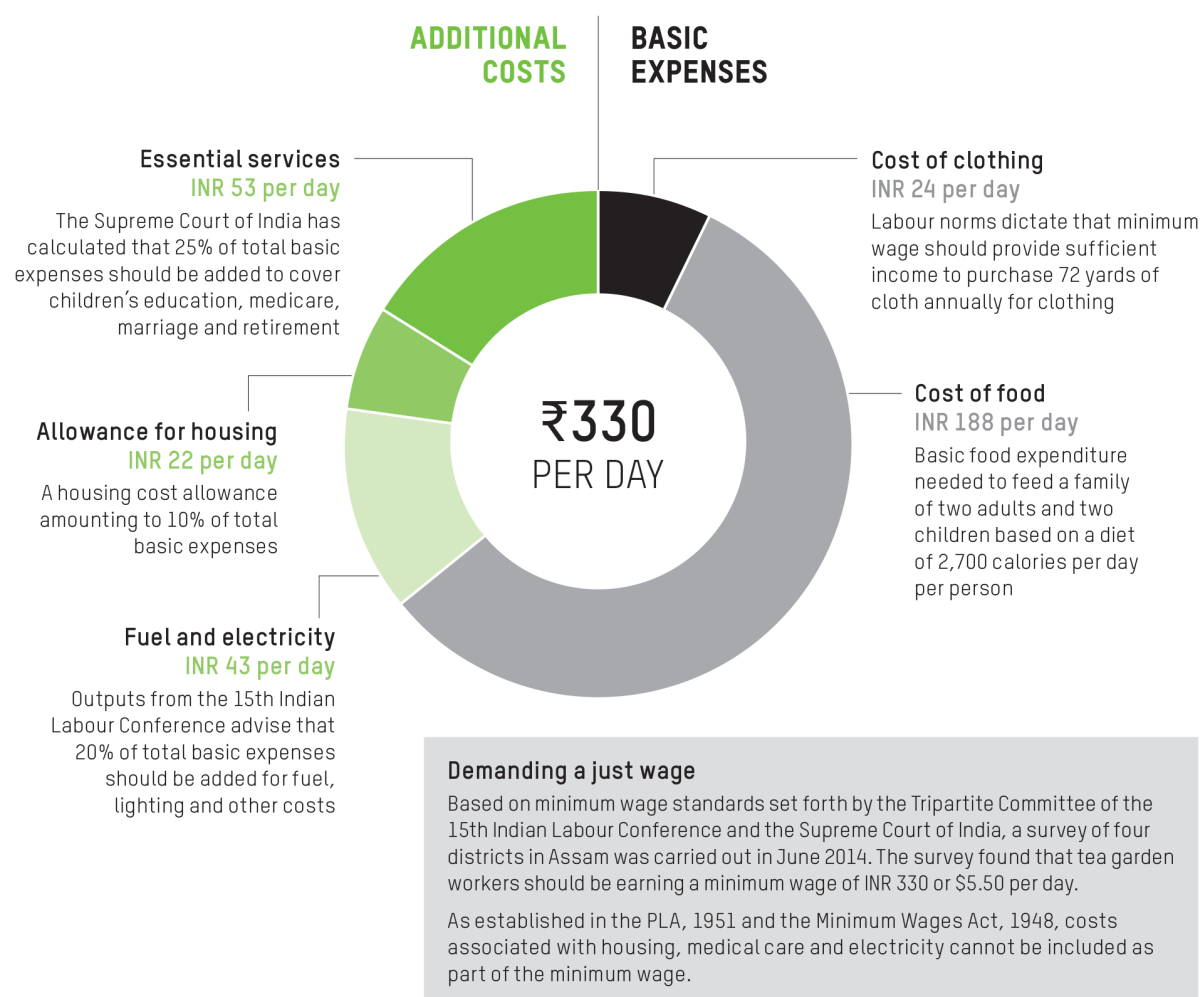 ADDITIONAL
COSTS
BASIC
EXPENSES
Essential services
INR 53 per day
The Supreme Court of India has
calculated that 25% of total basic
expenses should be added to cover
children’s education, medicare,
marriage and retirement
Allowance for housing
INR 22 per day
A housing cost allowance
amounting to 10% of total
basic expenses
Fuel and electricity
INR 43 per day
Outputs from the 15th Indian
Labour Conference advise that
20% of total basic expenses
should be added for fuel,
lighting and other costs
₹330
PER DAY
Cost of clothing
INR 24 per day
Labour norms dictate that minimum
wage should provide sufficient
income to purchase 72 yards of
cloth annually for clothing
Cost of food
INR 188 per day
Basic food expenditure
needed to feed a family
of two adults and two
children based on a diet
of 2,700 calories per day
per person
Demanding a just wage
Based on minimum wage standards set forth by the Tripartite Committee of the
15th Indian Labour Conference and the Supreme Court of India, a survey of four
districts in Assam was carried out in June 2014. The survey found that tea garden
workers should be earning a minimum wage of INR 330 or $5.50 per day.
As established in the PLA, 1951 and the Minimum Wages Act, 1948, costs
associated with housing, medical care and electricity cannot be included as
part of the minimum wage.